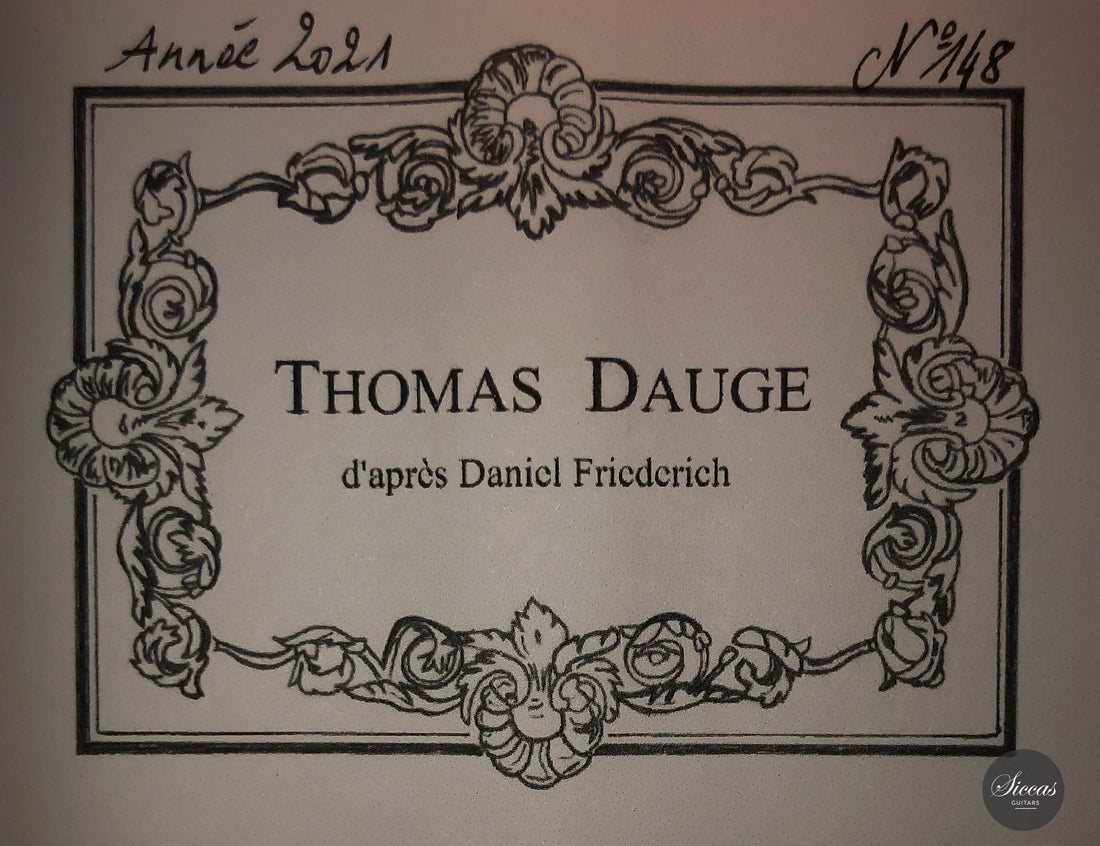 Année 2021 N° 148
THOMAS DAUGE
d'après Daniel Friederich
Siccas
GUITARS